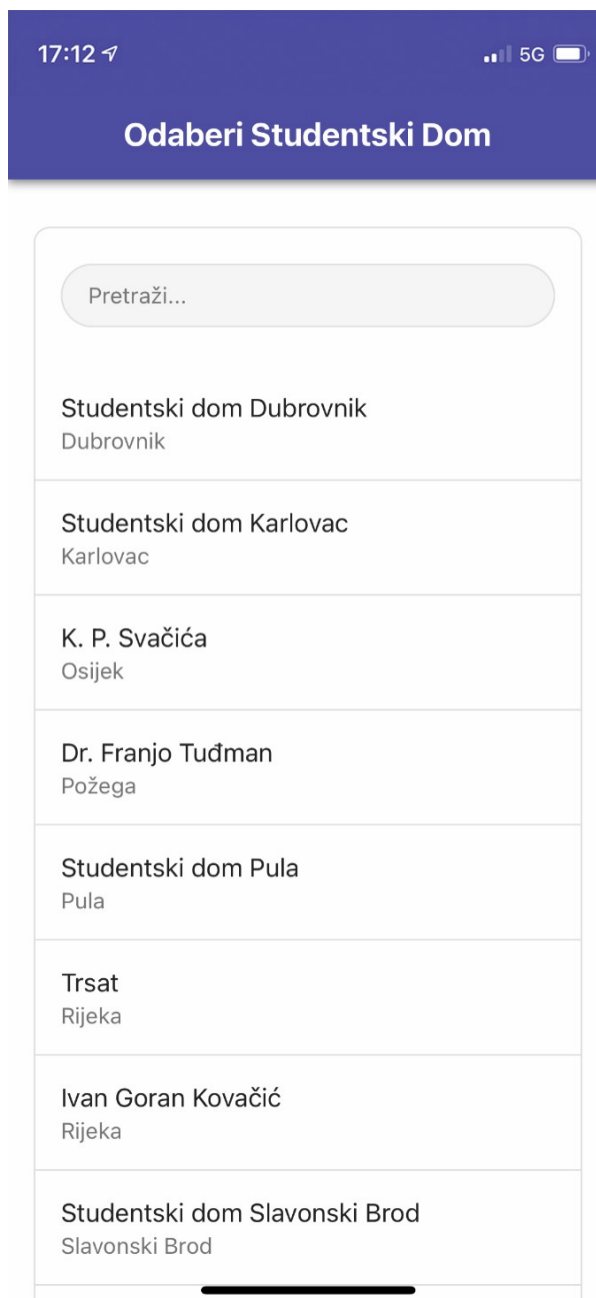 17:12
5G
Odaberi Studentski Dom
Pretraži...
Studentski dom Dubrovnik
Dubrovnik
Studentski dom Karlovac
Karlovac
K. P. Svačića
Osijek
Dr. Franjo Tuđman
Požega
Studentski dom Pula
Pula
Trsat
Rijeka
Ivan Goran Kovačić
Rijeka
Studentski dom Slavonski Brod
Slavonski Brod